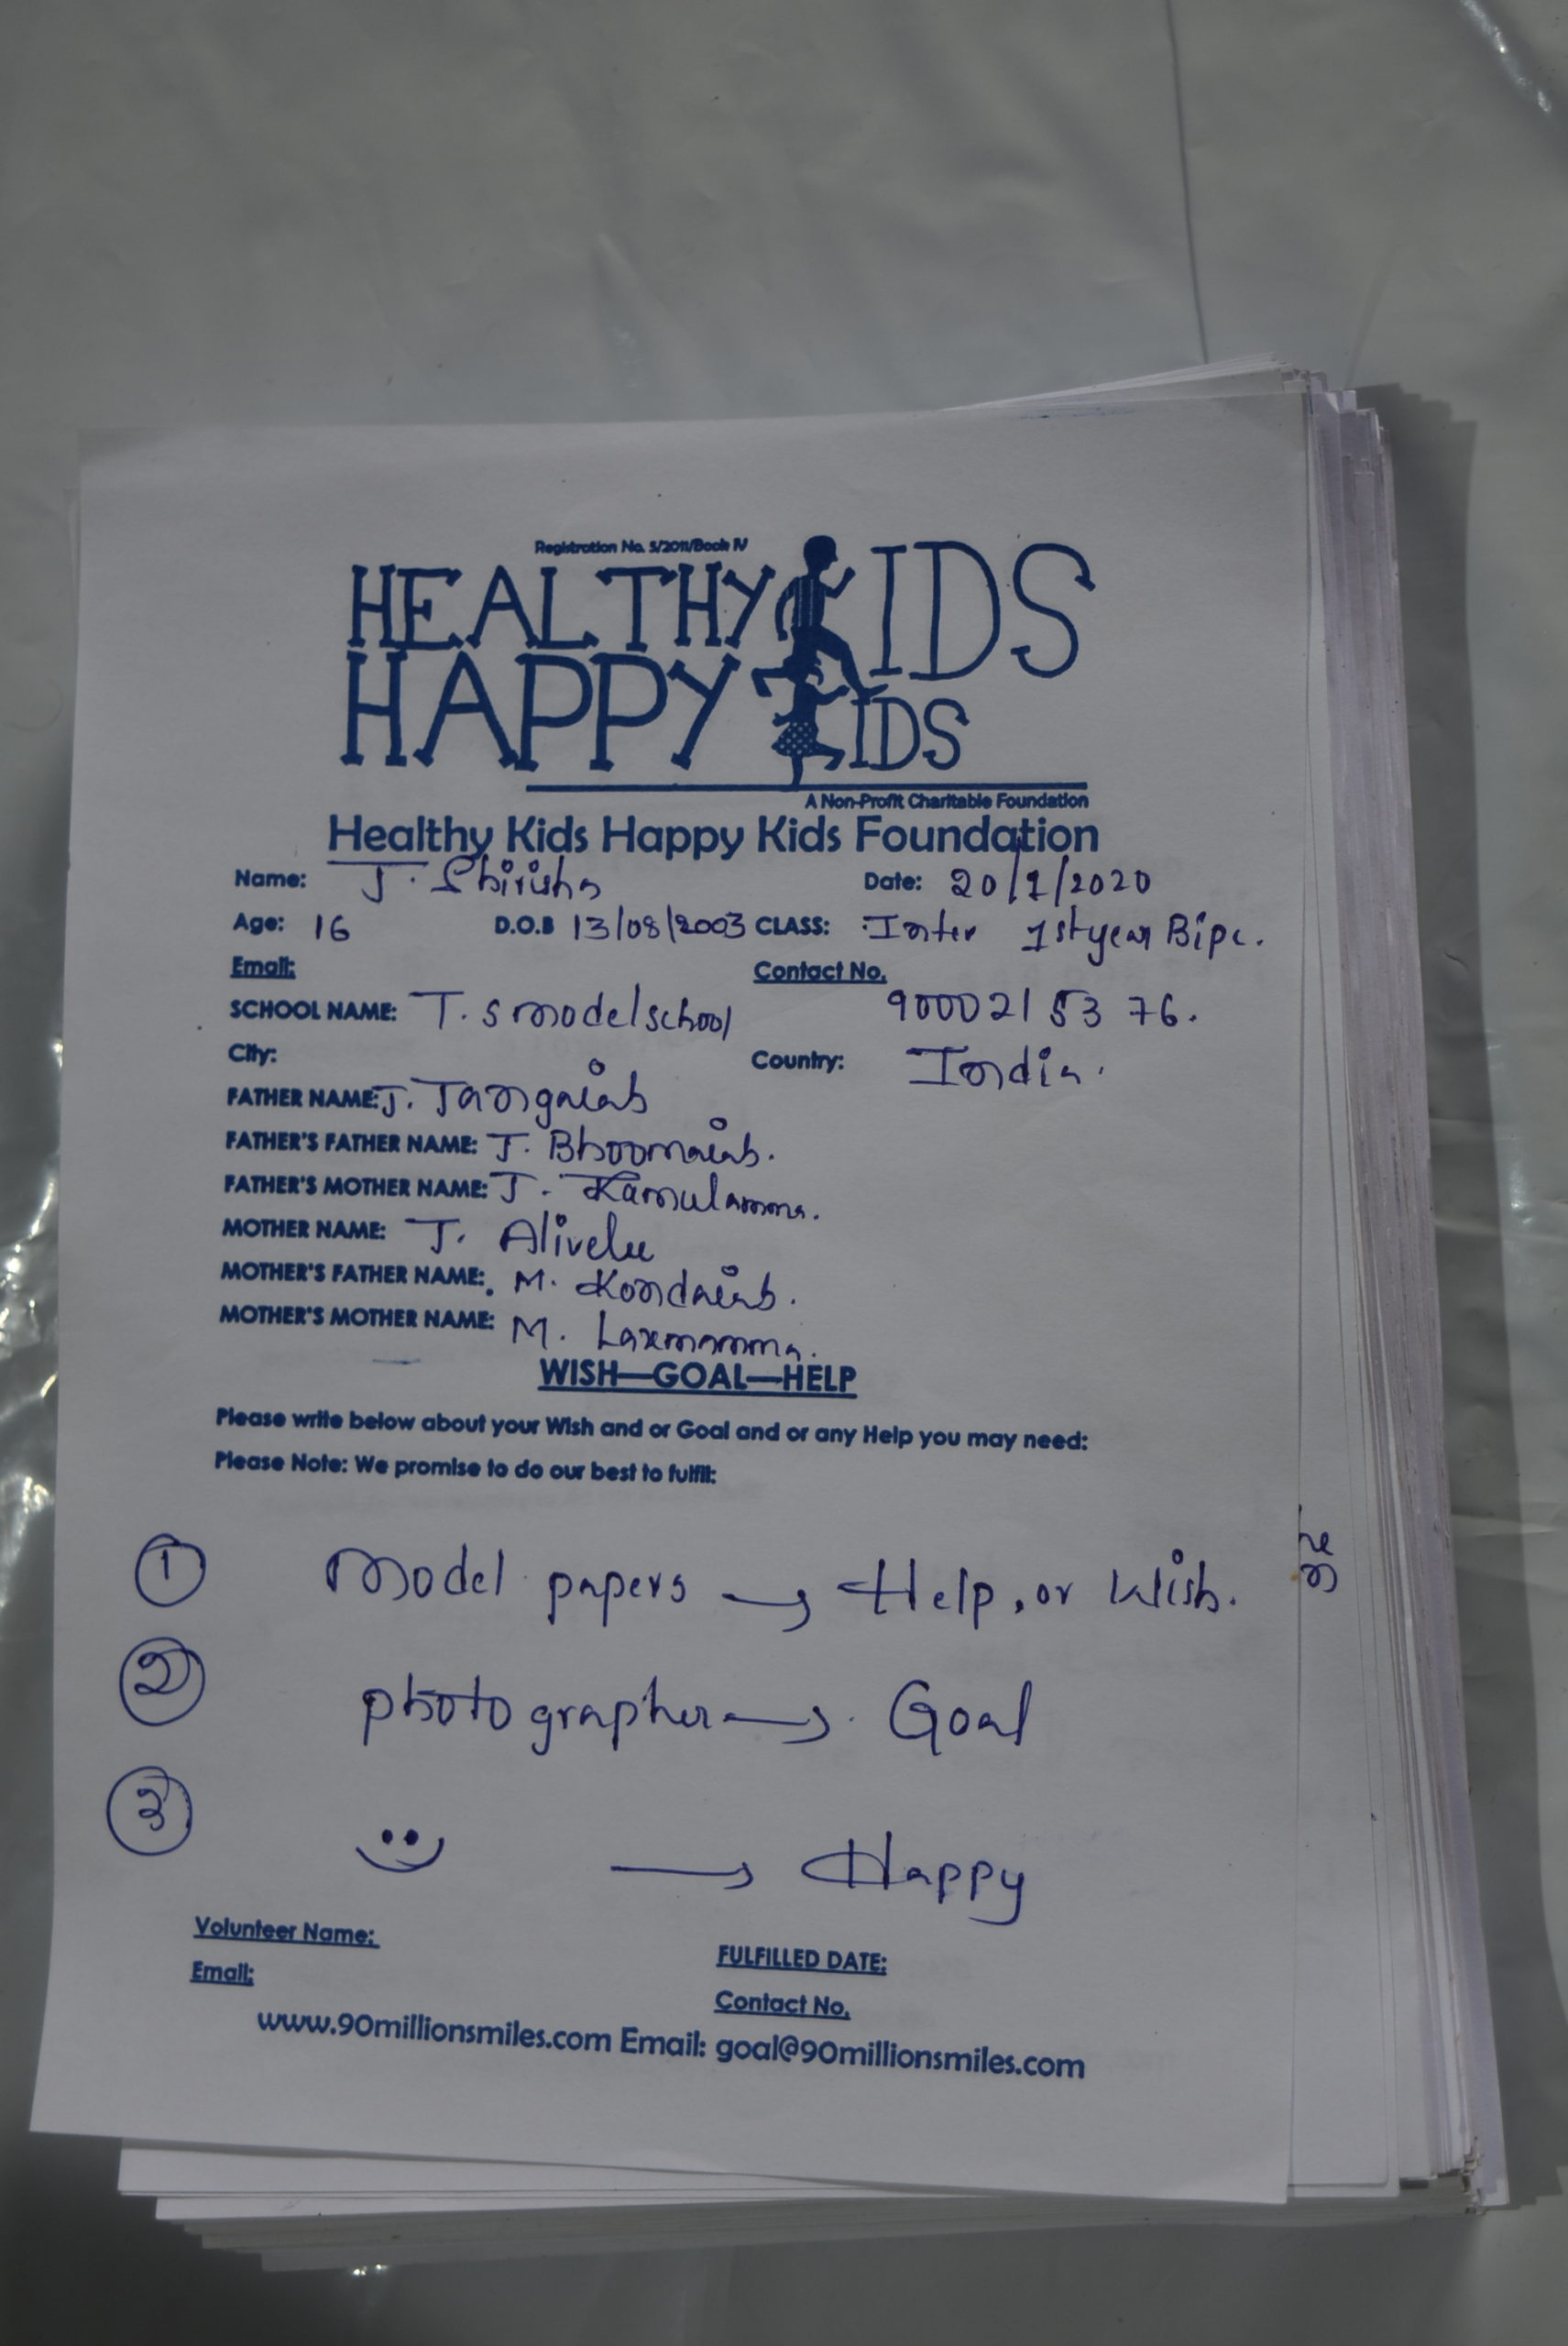 Registration No. 5/2011/Book IV
HEALTHY KIDS
HAPPY KIDS
A Non-Profit Charitable Foundation
Healthy Kids Happy Kids Foundation
Name: J. Shirisha Date: 20/1/2020
Age: 16 D.O.B 13/08/2003 CLASS: Inter 1st year Bipc.
Email: Contact No.
SCHOOL NAME: T.S model school 9000215376.
City: Country: India.
FATHER NAME: J. Jangaiah
FATHER'S FATHER NAME: J. Bhoomaiah.
FATHER'S MOTHER NAME: J. Kamulamma.
MOTHER NAME: J. Alivelu
MOTHER'S FATHER NAME: M. Kondaiah.
MOTHER'S MOTHER NAME: M. Laxmamma.
WISH—GOAL—HELP
Please write below about your Wish and or Goal and or any Help you may need:
Please Note: We promise to do our best to fulfil:
1 Model papers → Help, or Wish.
2 photographer → Goal
3 → Happy
Volunteer Name: FULFILLED DATE:
Email: Contact No.
www.90millionsmiles.com Email: goal@90millionsmiles.com